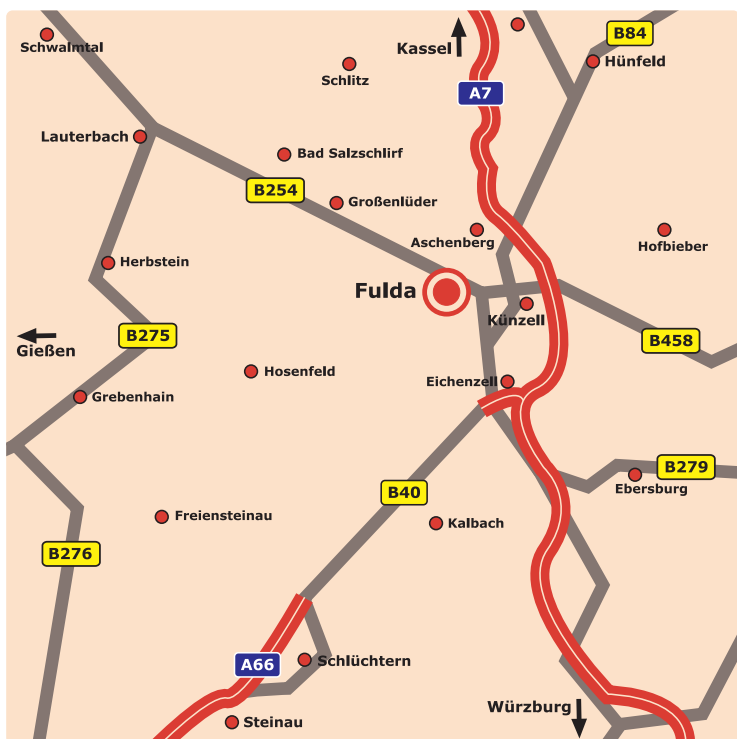 B84
Kassel
Schwalmtal
Hünfeld
Schlitz
A7
Lauterbach
Bad Salzschlirf
B254
Großenlüder
Aschenberg
Hofbieber
Herbstein
Fulda
Künzell
B275
B458
Gießen
Hosenfeld
Eichenzell
Grebenhain
B279
Ebersburg
B40
Freiensteinau
Kalbach
B276
A66
Schlüchtern
Würzburg
Steinau